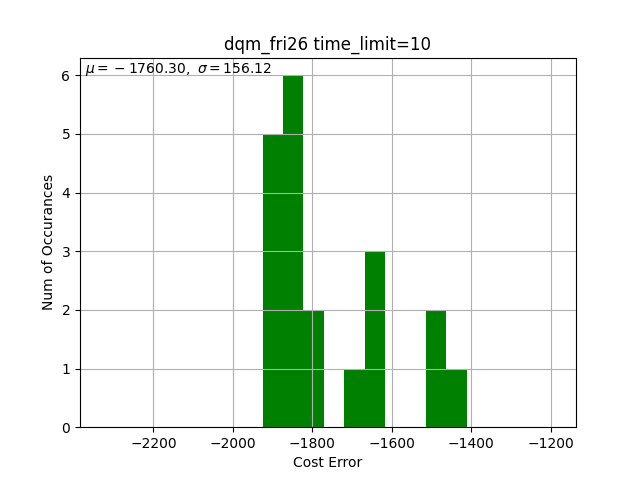 dqm_fri26 time_limit=10
μ = −1760.30, σ = 156.12
6
5
4
3
2
1
0
Num of Occurances
−2200 −2000 −1800 −1600 −1400 −1200
Cost Error